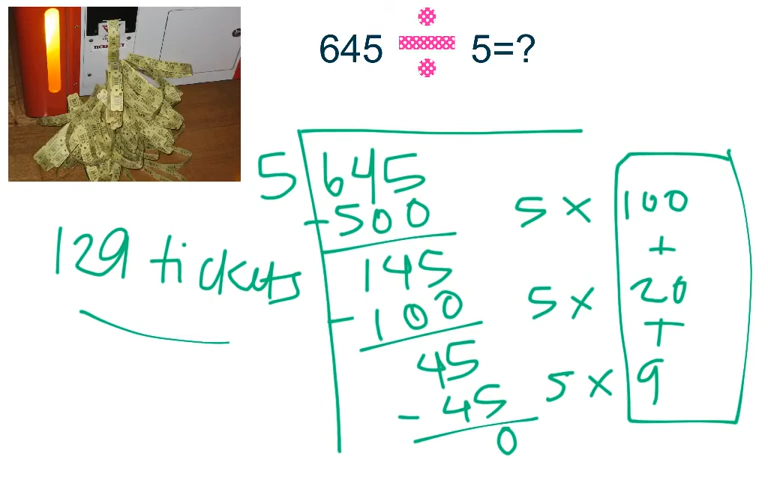 645 ÷ 5=?
5 645
-500 5 × 100
+
145
-100 5 × 20
+
45
-45 5 × 9
0
129 tickets